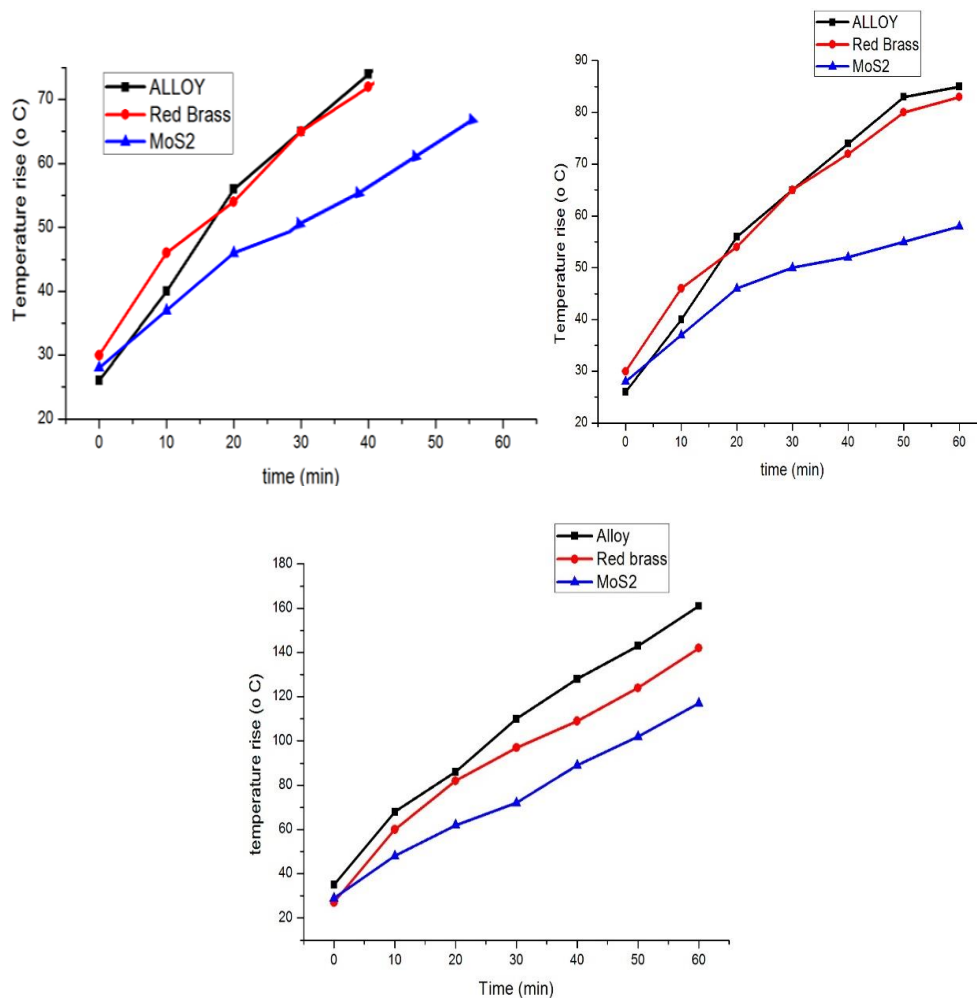 ALLOY
Red Brass
MoS2
Temperature rise (o C)
70
60
50
40
30
20
0 10 20 30 40 50 60
time (min)
ALLOY
Red Brass
MoS2
Temperature rise (o C)
90
80
70
60
50
40
30
20
0 10 20 30 40 50 60
time (min)
Alloy
Red brass
MoS2
temperature rise (o C)
180
160
140
120
100
80
60
40
20
0 10 20 30 40 50 60
Time (min)